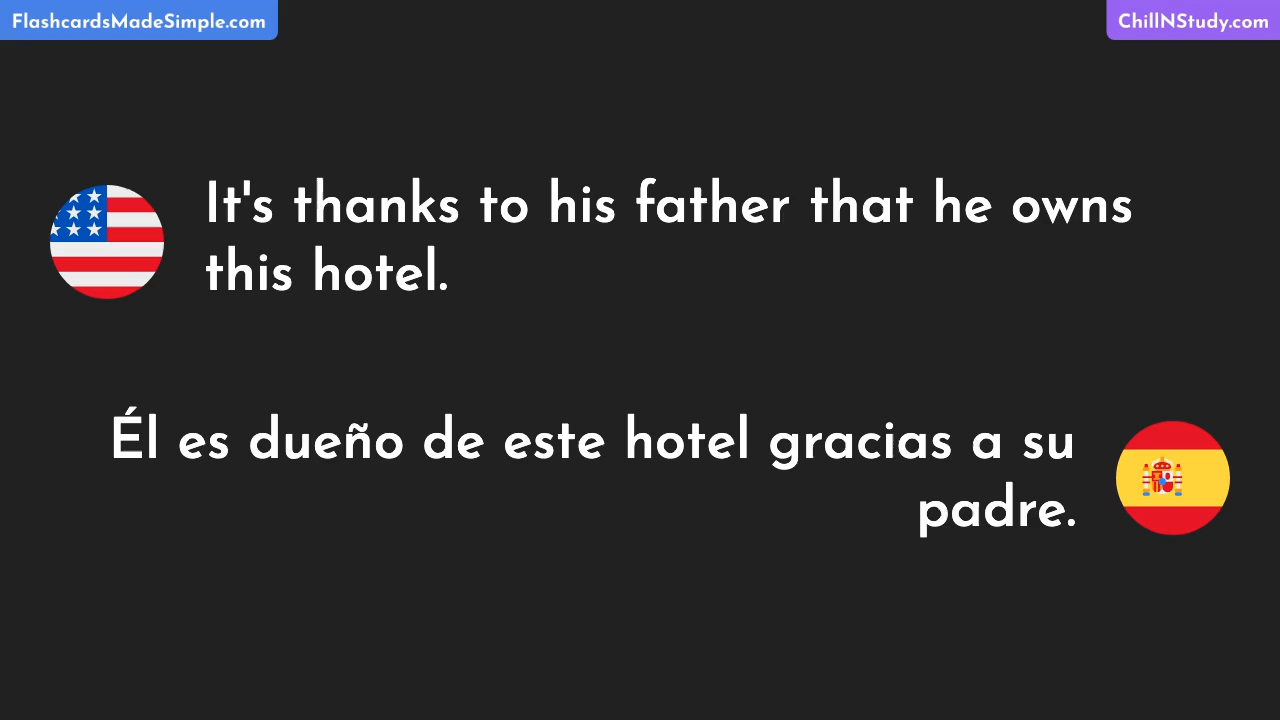 FlashcardsMadeSimple.com
ChillNStudy.com
It's thanks to his father that he owns
this hotel.
Él es dueño de este hotel gracias a su
padre.